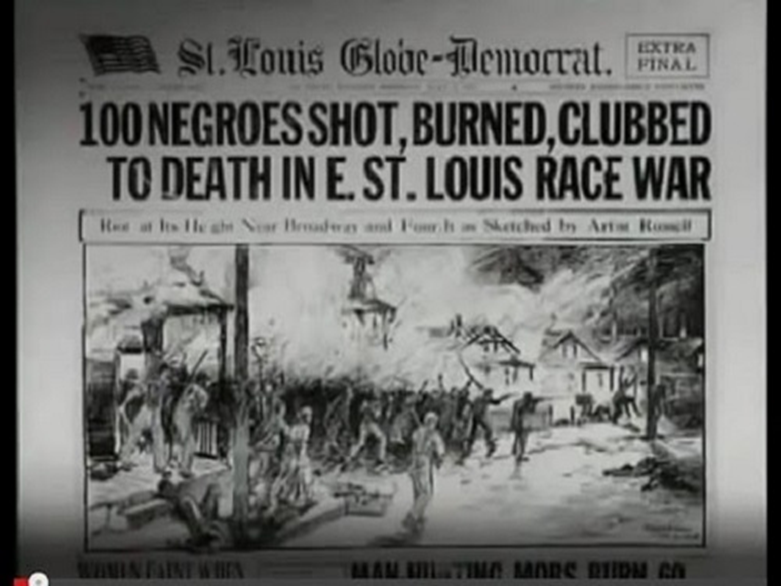 St. Louis Globe-Democrat.
EXTRA
FINAL
100 NEGROES SHOT, BURNED, CLUBBED
TO DEATH IN E. ST. LOUIS RACE WAR
Riot at Its Height Near Broadway and Fourth as Sketched by Artist Russell
WOMEN FAINT WHEN
MAN-HUNTING MOBS BURN 60